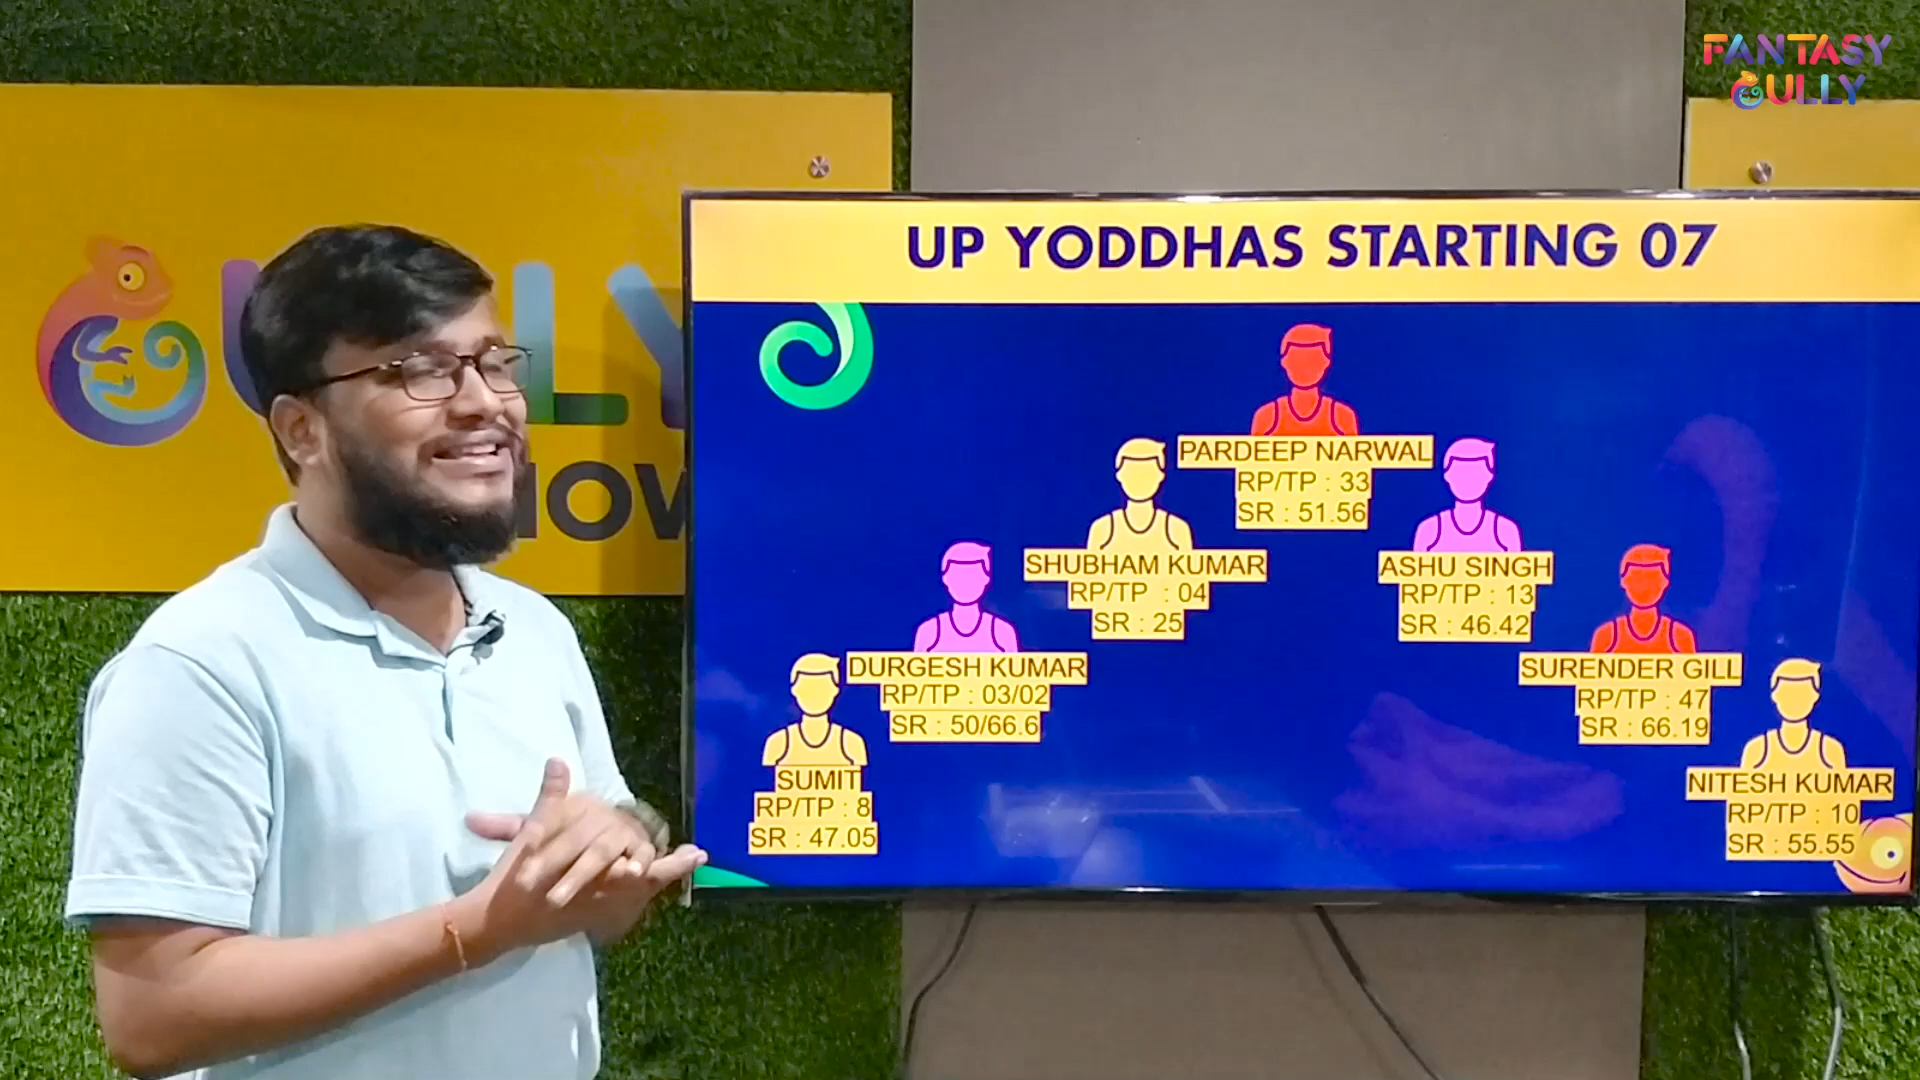 FANTASY
GULLY
ULLY
NOW
UP YODDHAS STARTING 07
PARDEEP NARWAL
RP/TP : 33
SR : 51.56
SHUBHAM KUMAR
RP/TP : 04
SR : 25
ASHU SINGH
RP/TP : 13
SR : 46.42
DURGESH KUMAR
RP/TP : 03/02
SR : 50/66.6
SURENDER GILL
RP/TP : 47
SR : 66.19
SUMIT
RP/TP : 8
SR : 47.05
NITESH KUMAR
RP/TP : 10
SR : 55.55